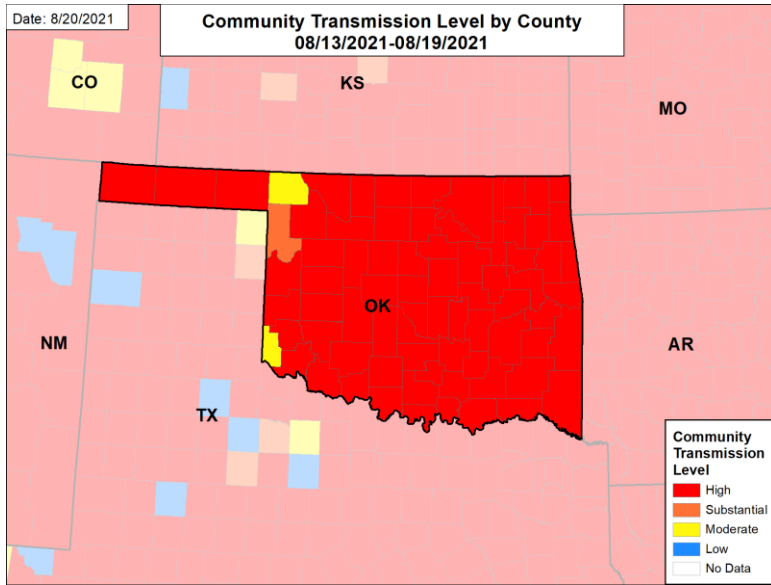 Date: 8/20/2021
Community Transmission Level by County
08/13/2021-08/19/2021
CO
KS
MO
OK
NM
AR
TX
Community
Transmission
Level
High
Substantial
Moderate
Low
No Data